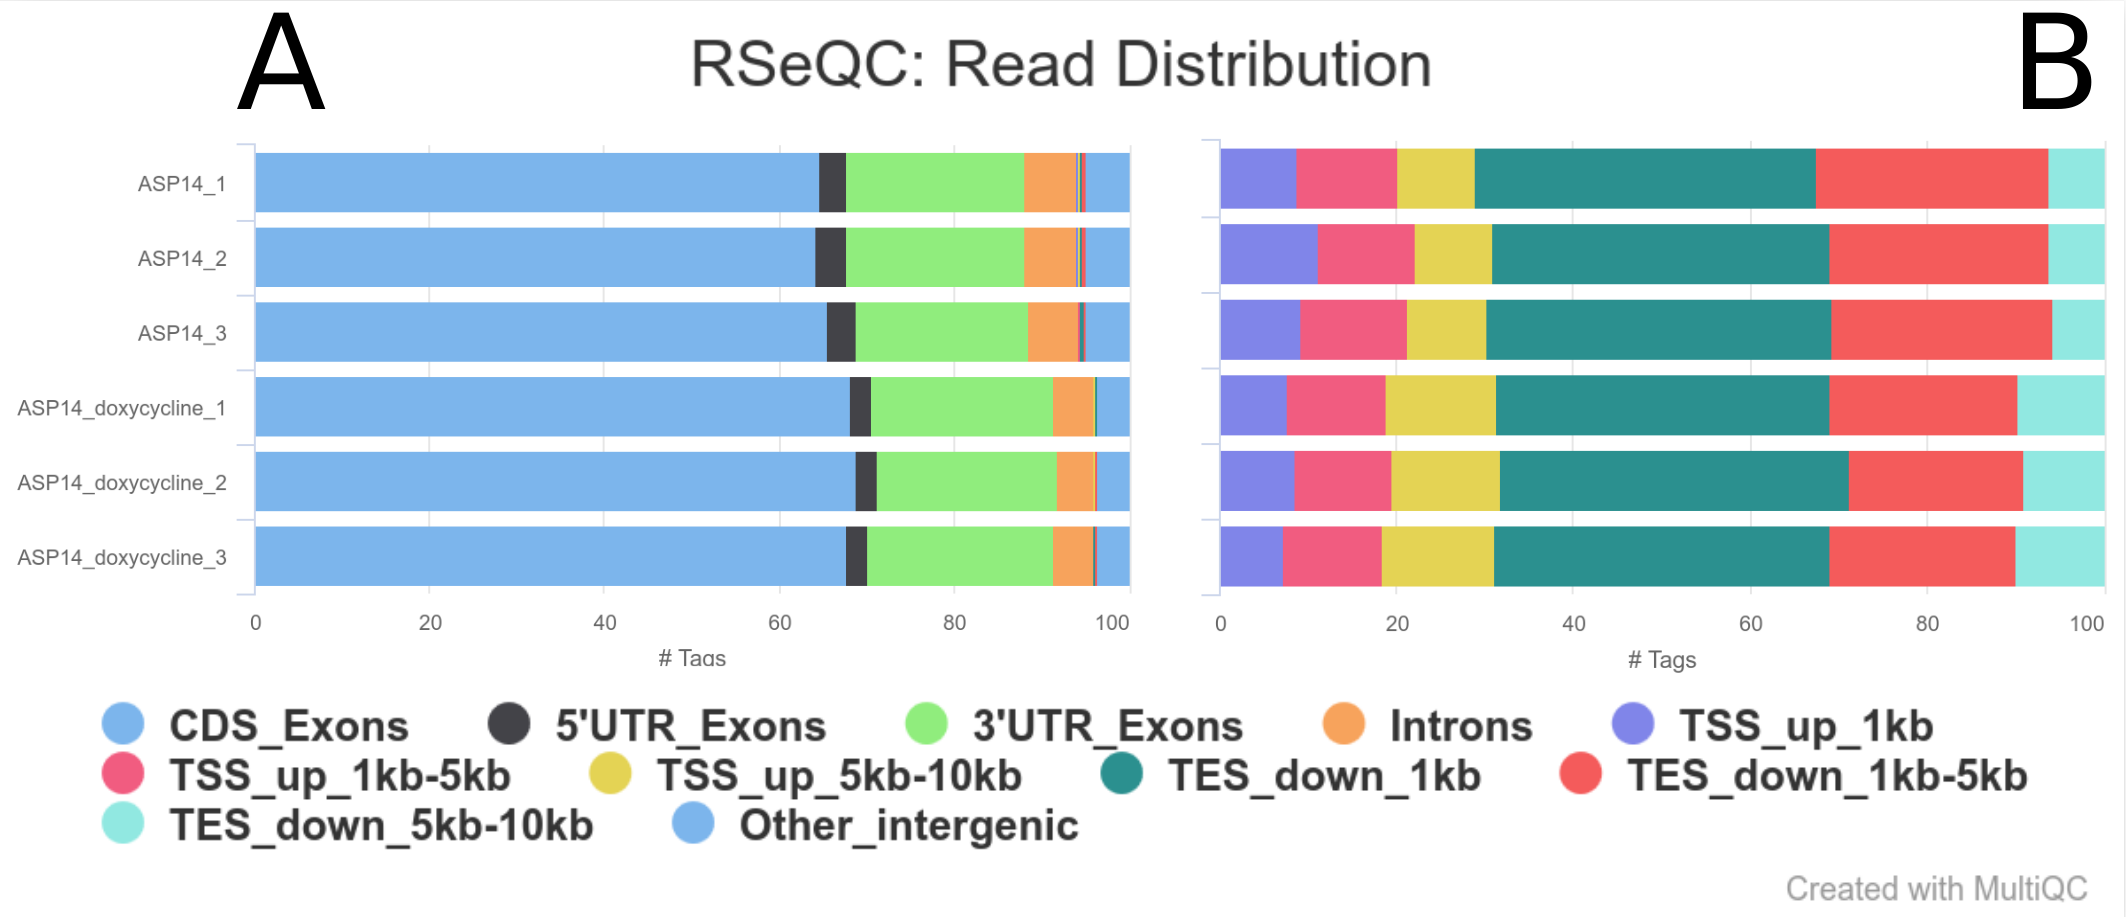 A
RSeQC: Read Distribution
B
ASP14_1
ASP14_2
ASP14_3
ASP14_doxycycline_1
ASP14_doxycycline_2
ASP14_doxycycline_3
0 20 40 60 80 100
# Tags
0 20 40 60 80 100
# Tags
CDS_Exons 5'UTR_Exons 3'UTR_Exons Introns TSS_up_1kb
TSS_up_1kb-5kb TSS_up_5kb-10kb TES_down_1kb TES_down_1kb-5kb
TES_down_5kb-10kb Other_intergenic
Created with MultiQC